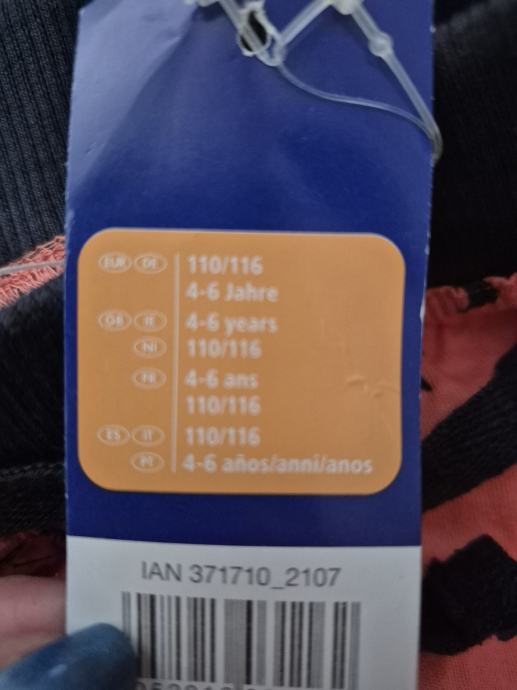 EUR DE 110/116
4-6 Jahre
GB IE 4-6 years
NI 110/116
FR 4-6 ans
110/116
ES IT 110/116
PT 4-6 años/anni/anos
IAN 371710_2107